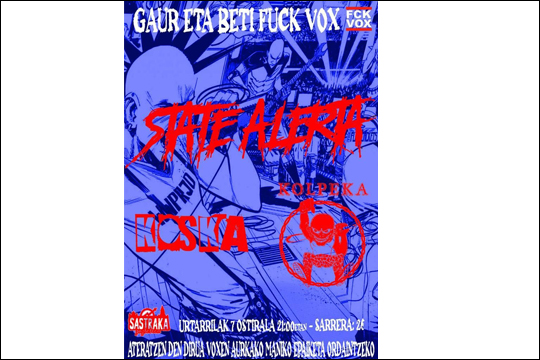 GAUR ETA BETI FUCK VOX
FCK
VOX
STATE ALERTA
KOLPEKA
KOSKA
SASTRAKA
URTARRILAK 7 OSTIRALA 21:00ETAN - SARRERA: 2€
ATERATZEN DEN DIRUA VOXEN AURKAKO MANIKO EPAIKETA ORDAINTZEKO